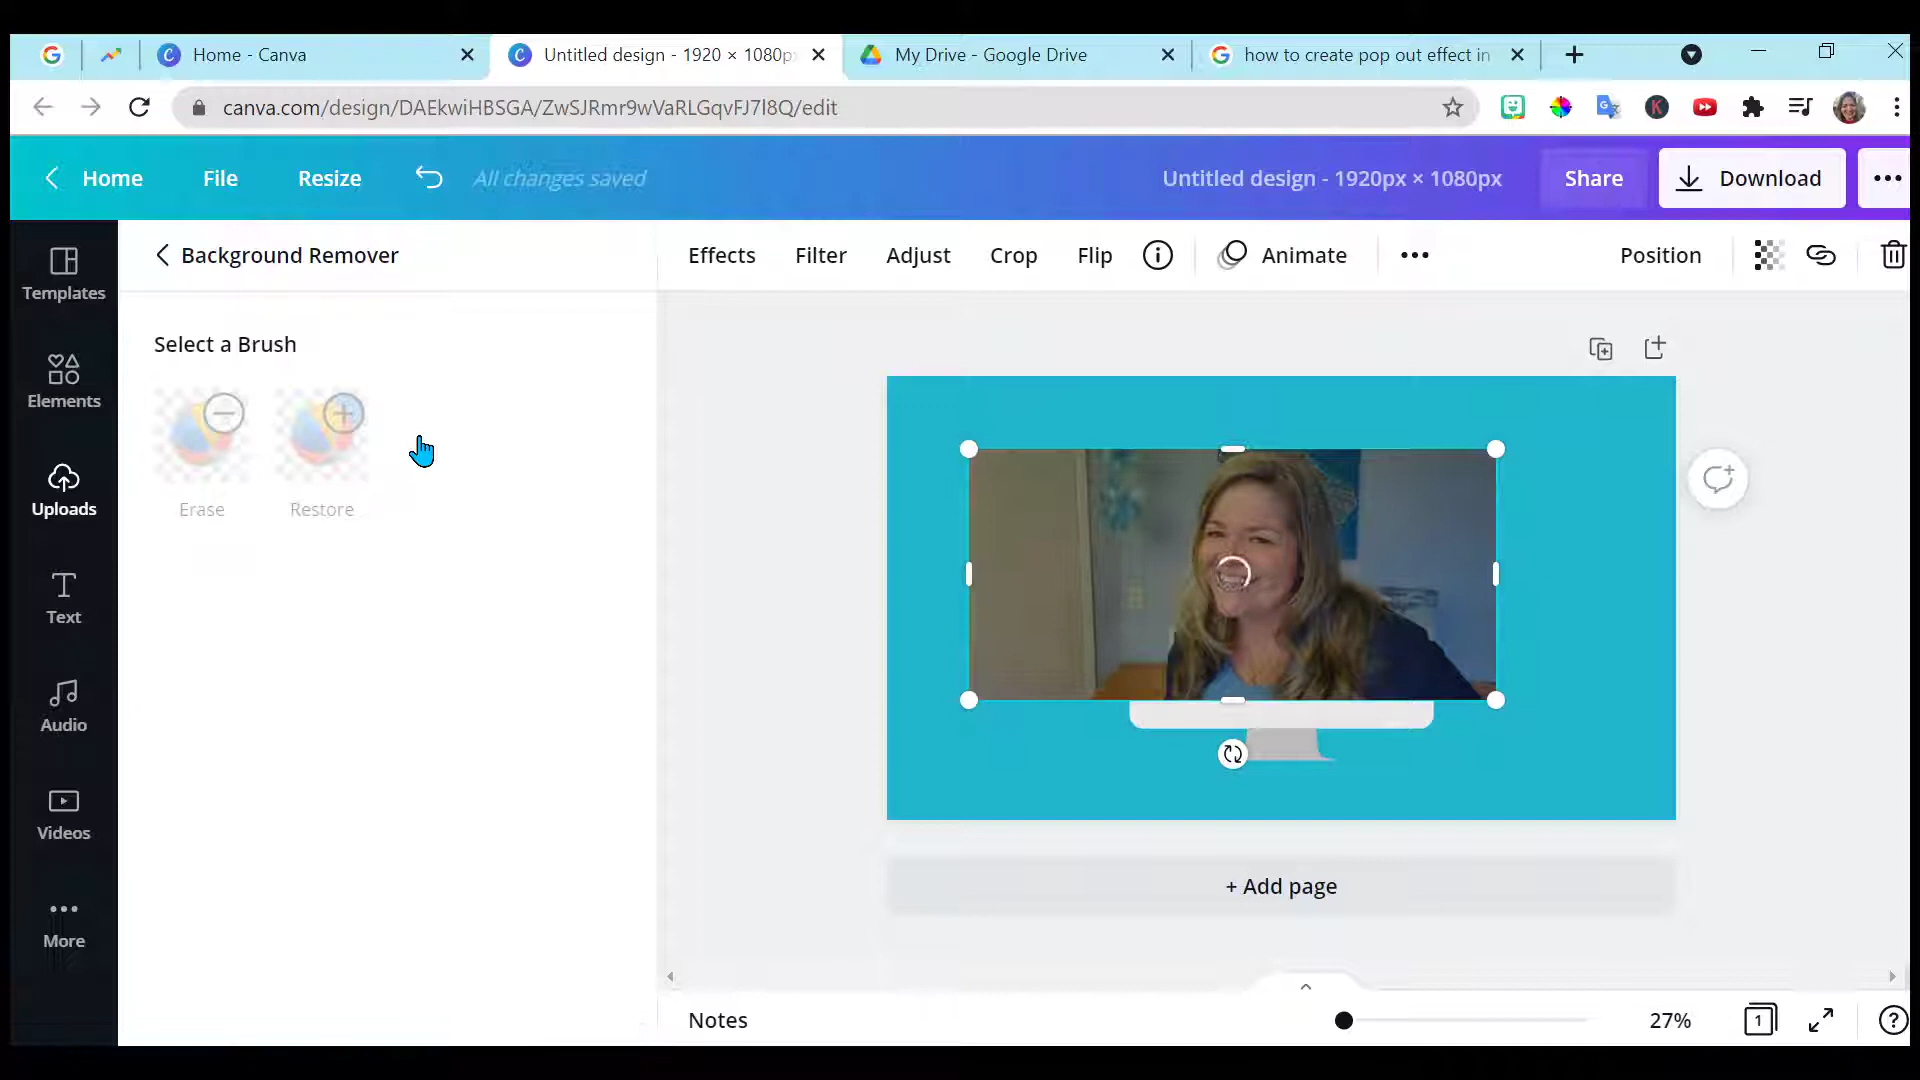 Home - Canva
Untitled design - 1920 × 1080p
My Drive - Google Drive
how to create pop out effect in
canva.com/design/DAEkwiHBSGA/ZwSJRmr9wVaRLGqvFJ7l8Q/edit
Home
File
Resize
All changes saved
Untitled design - 1920px × 1080px
Share
Download
Background Remover
Effects
Filter
Adjust
Crop
Flip
Animate
Position
Templates
Elements
Uploads
Text
Audio
Videos
More
Select a Brush
Erase
Restore
+ Add page
Notes
27%
1